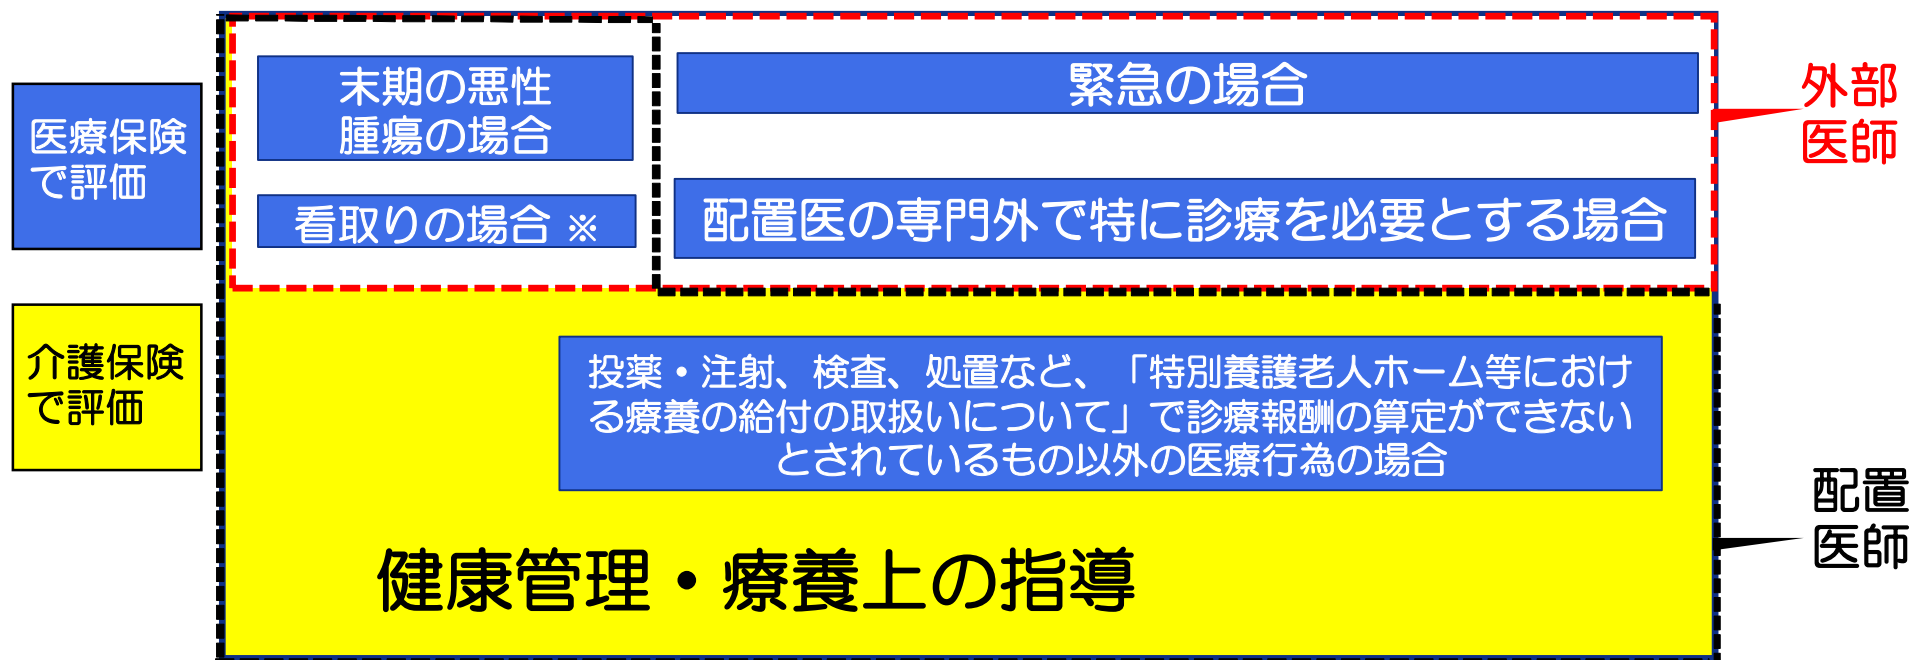 医療保険
で評価
介護保険
で評価
末期の悪性
腫瘍の場合
看取りの場合 ※
緊急の場合
配置医の専門外で特に診療を必要とする場合
投薬・注射、検査、処置など、「特別養護老人ホーム等におけ
る療養の給付の取扱いについて」で診療報酬の算定ができない
とされているもの以外の医療行為の場合
健康管理・療養上の指導
外部
医師
配置
医師